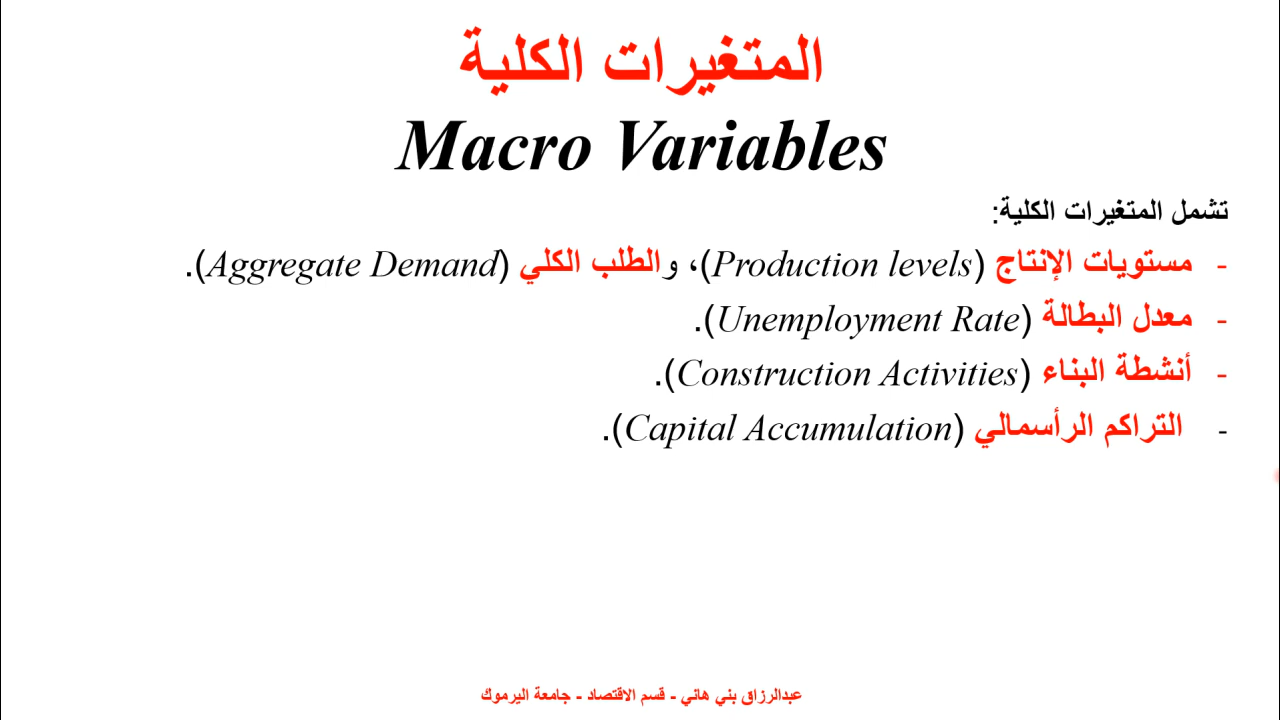 المتغيرات الكلية
Macro Variables
تشمل المتغيرات الكلية:
- مستويات الإنتاج (Production levels)، والطلب الكلي (Aggregate Demand).
- معدل البطالة (Unemployment Rate).
- أنشطة البناء (Construction Activities).
- التراكم الرأسمالي (Capital Accumulation).
عبدالرزاق بني هاني - قسم الاقتصاد - جامعة اليرموك